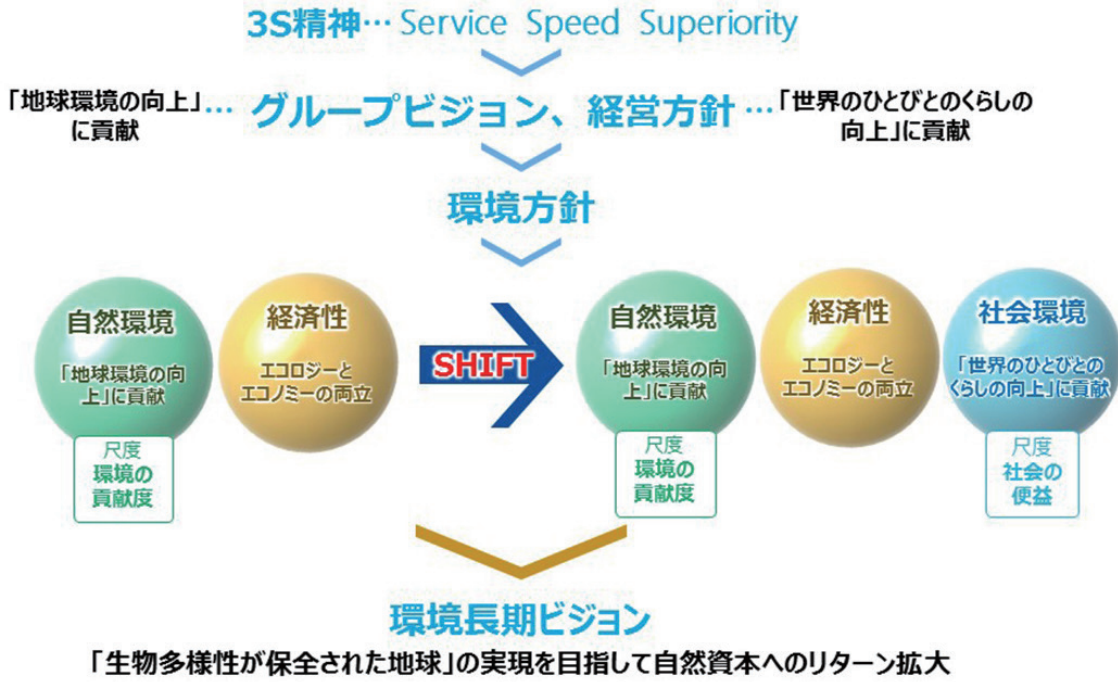 3S精神… Service Speed Superiority
「地球環境の向上」
に貢献
… グループビジョン、経営方針 …
「世界のひとびとのくらしの
向上」に貢献
環境方針
自然環境
「地球環境の向
上」に貢献
尺度
環境の
貢献度
経済性
エコロジーと
エコノミーの両立
SHIFT
自然環境
「地球環境の向
上」に貢献
尺度
環境の
貢献度
経済性
エコロジーと
エコノミーの両立
社会環境
「世界のひとびとの
くらしの向上」に貢献
尺度
社会の
便益
環境長期ビジョン
「生物多様性が保全された地球」の実現を目指して自然資本へのリターン拡大